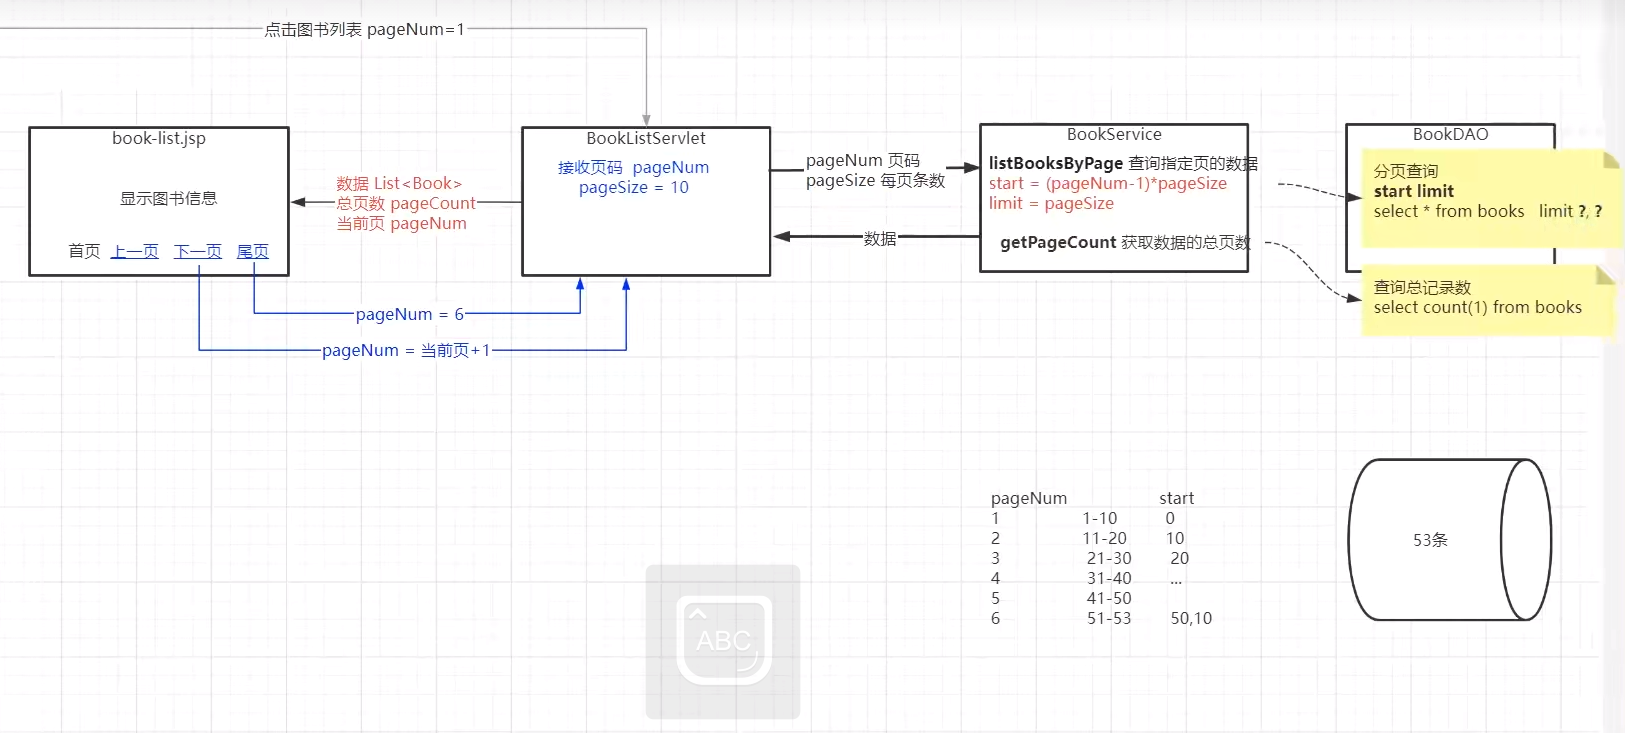 点击图书列表 pageNum=1
book-list.jsp
显示图书信息
首页 上一页 下一页 尾页
数据 List<Book>
总页数 pageCount
当前页 pageNum
pageNum = 6
pageNum = 当前页+1
BookListServlet
接收页码 pageNum
pageSize = 10
pageNum 页码
pageSize 每页条数
数据
BookService
listBooksByPage 查询指定页的数据
start = (pageNum-1)*pageSize
limit = pageSize
getPageCount 获取数据的总页数
BookDAO
分页查询
start limit
select * from books limit ?, ?
查询总记录数
select count(1) from books
pageNum start
1 1-10 0
2 11-20 10
3 21-30 20
4 31-40 ...
5 41-50
6 51-53 50,10
53条
ABC